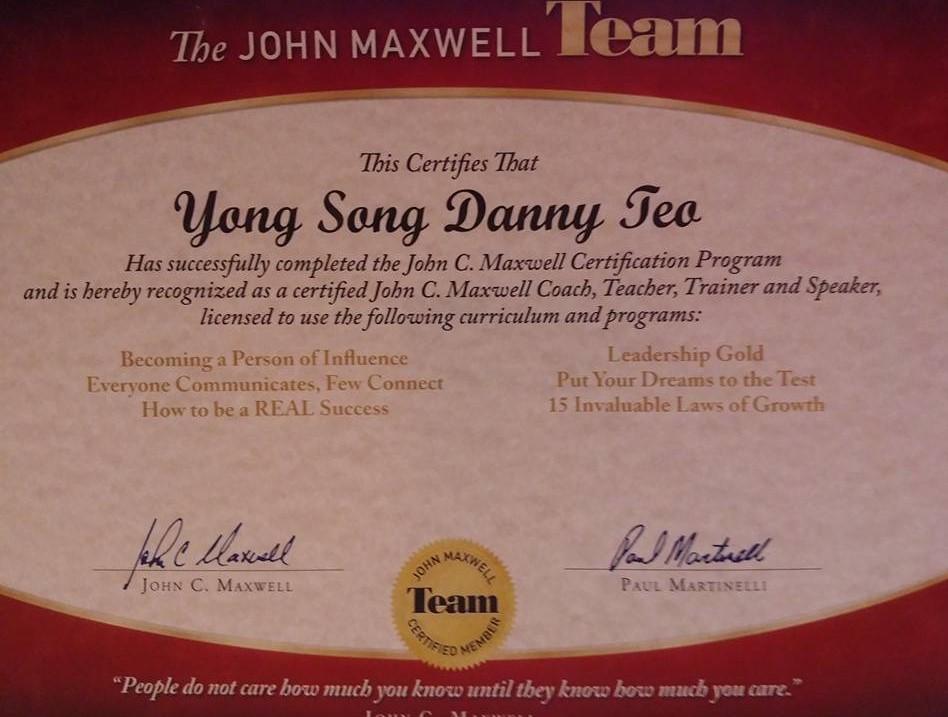 The JOHN MAXWELL Team
This Certifies That
Yong Song Danny Teo
Has successfully completed the John C. Maxwell Certification Program
and is hereby recognized as a certified John C. Maxwell Coach, Teacher, Trainer and Speaker,
licensed to use the following curriculum and programs:
Becoming a Person of Influence
Everyone Communicates, Few Connect
How to be a REAL Success
Leadership Gold
Put Your Dreams to the Test
15 Invaluable Laws of Growth
John C Maxwell
JOHN C. MAXWELL
Paul Martinelli
PAUL MARTINELLI
JOHN MAXWELL
Team
CERTIFIED MEMBER
“People do not care how much you know until they know how much you care.”
JOHN C. MAXWELL